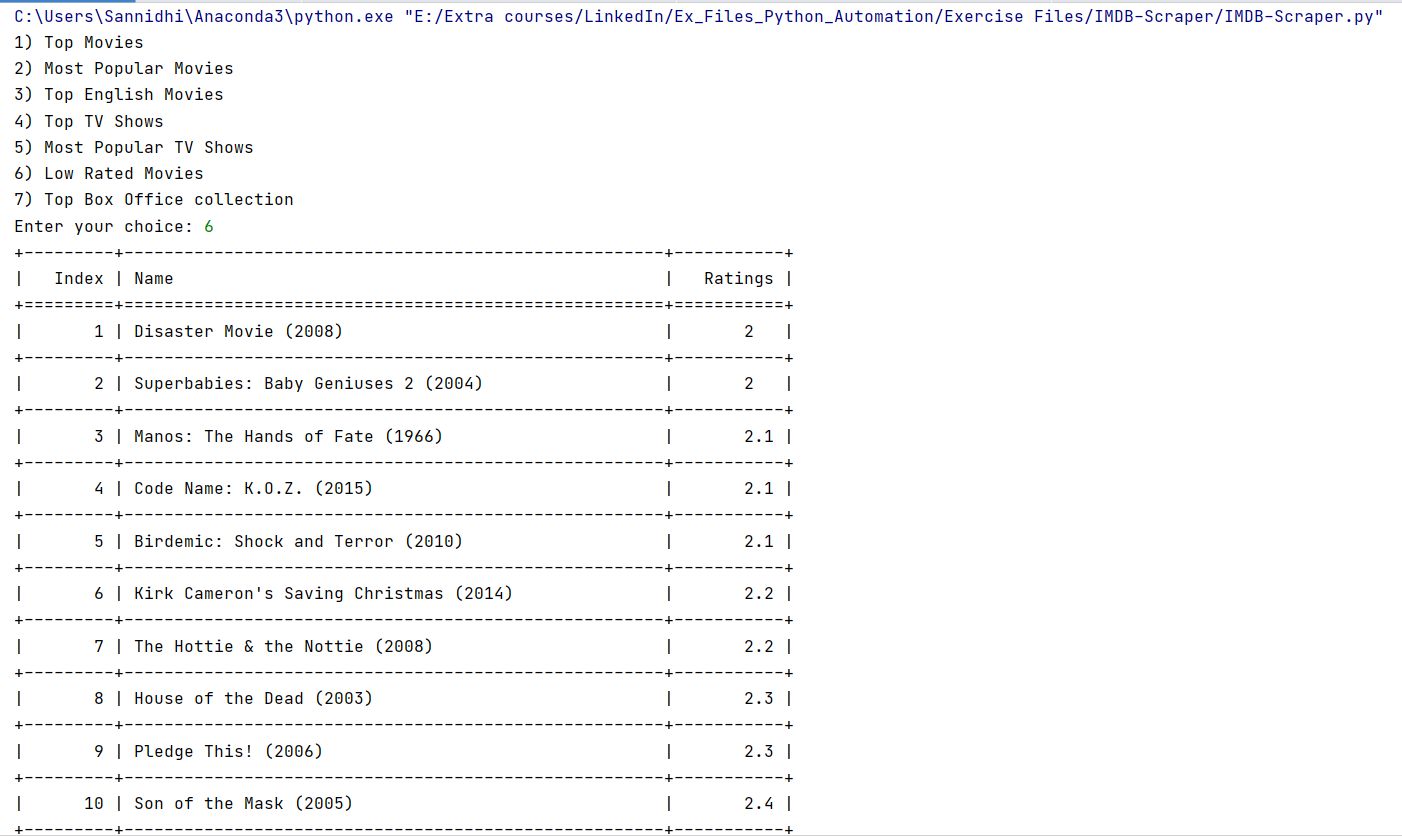 C:\Users\Sannidhi\Anaconda3\python.exe "E:/Extra courses/LinkedIn/Ex_Files_Python_Automation/Exercise Files/IMDB-Scraper/IMDB-Scraper.py"
1) Top Movies
2) Most Popular Movies
3) Top English Movies
4) Top TV Shows
5) Most Popular TV Shows
6) Low Rated Movies
7) Top Box Office collection
Enter your choice: 6
+---------+------------------------------------------------------+-----------+
|   Index | Name                                                 |   Ratings |
+=========+======================================================+===========+
|       1 | Disaster Movie (2008)                                |       2   |
+---------+------------------------------------------------------+-----------+
|       2 | Superbabies: Baby Geniuses 2 (2004)                  |       2   |
+---------+------------------------------------------------------+-----------+
|       3 | Manos: The Hands of Fate (1966)                      |       2.1 |
+---------+------------------------------------------------------+-----------+
|       4 | Code Name: K.O.Z. (2015)                             |       2.1 |
+---------+------------------------------------------------------+-----------+
|       5 | Birdemic: Shock and Terror (2010)                    |       2.1 |
+---------+------------------------------------------------------+-----------+
|       6 | Kirk Cameron's Saving Christmas (2014)               |       2.2 |
+---------+------------------------------------------------------+-----------+
|       7 | The Hottie & the Nottie (2008)                       |       2.2 |
+---------+------------------------------------------------------+-----------+
|       8 | House of the Dead (2003)                             |       2.3 |
+---------+------------------------------------------------------+-----------+
|       9 | Pledge This! (2006)                                  |       2.3 |
+---------+------------------------------------------------------+-----------+
|      10 | Son of the Mask (2005)                               |       2.4 |
+---------+------------------------------------------------------+-----------+